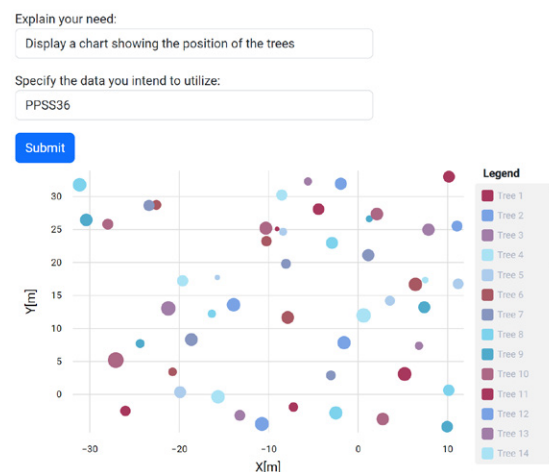 Explain your need:
Display a chart showing the position of the trees
Specify the data you intend to utilize:
PPSS36
Submit
Legend
Tree 1
Tree 2
Tree 3
Tree 4
Tree 5
Tree 6
Tree 7
Tree 8
Tree 9
Tree 10
Tree 11
Tree 12
Tree 13
Tree 14
Y[m]
30
25
20
15
10
5
0
−30
−20
−10
0
10
X[m]